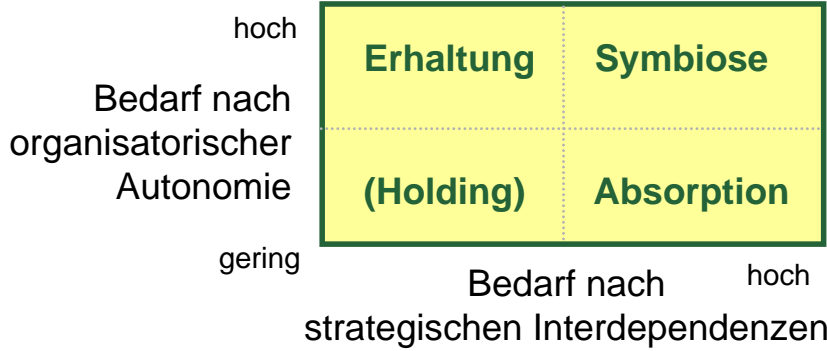 hoch
Bedarf nach
organisatorischer
Autonomie
gering
Erhaltung
Symbiose
(Holding)
Absorption
Bedarf nach
hoch
strategischen Interdependenzen